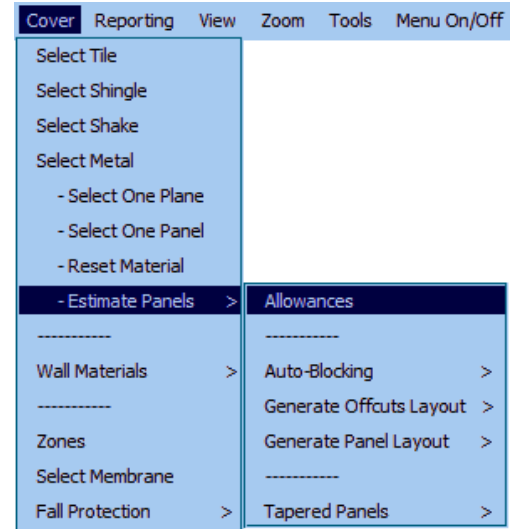 Cover Reporting View Zoom Tools Menu On/Off
Select Tile
Select Shingle
Select Shake
Select Metal
- Select One Plane
- Select One Panel
- Reset Material
- Estimate Panels >
-----------
Wall Materials >
-----------
Zones
Select Membrane
Fall Protection >
Allowances
-----------
Auto-Blocking >
Generate Offcuts Layout >
Generate Panel Layout >
-----------
Tapered Panels >